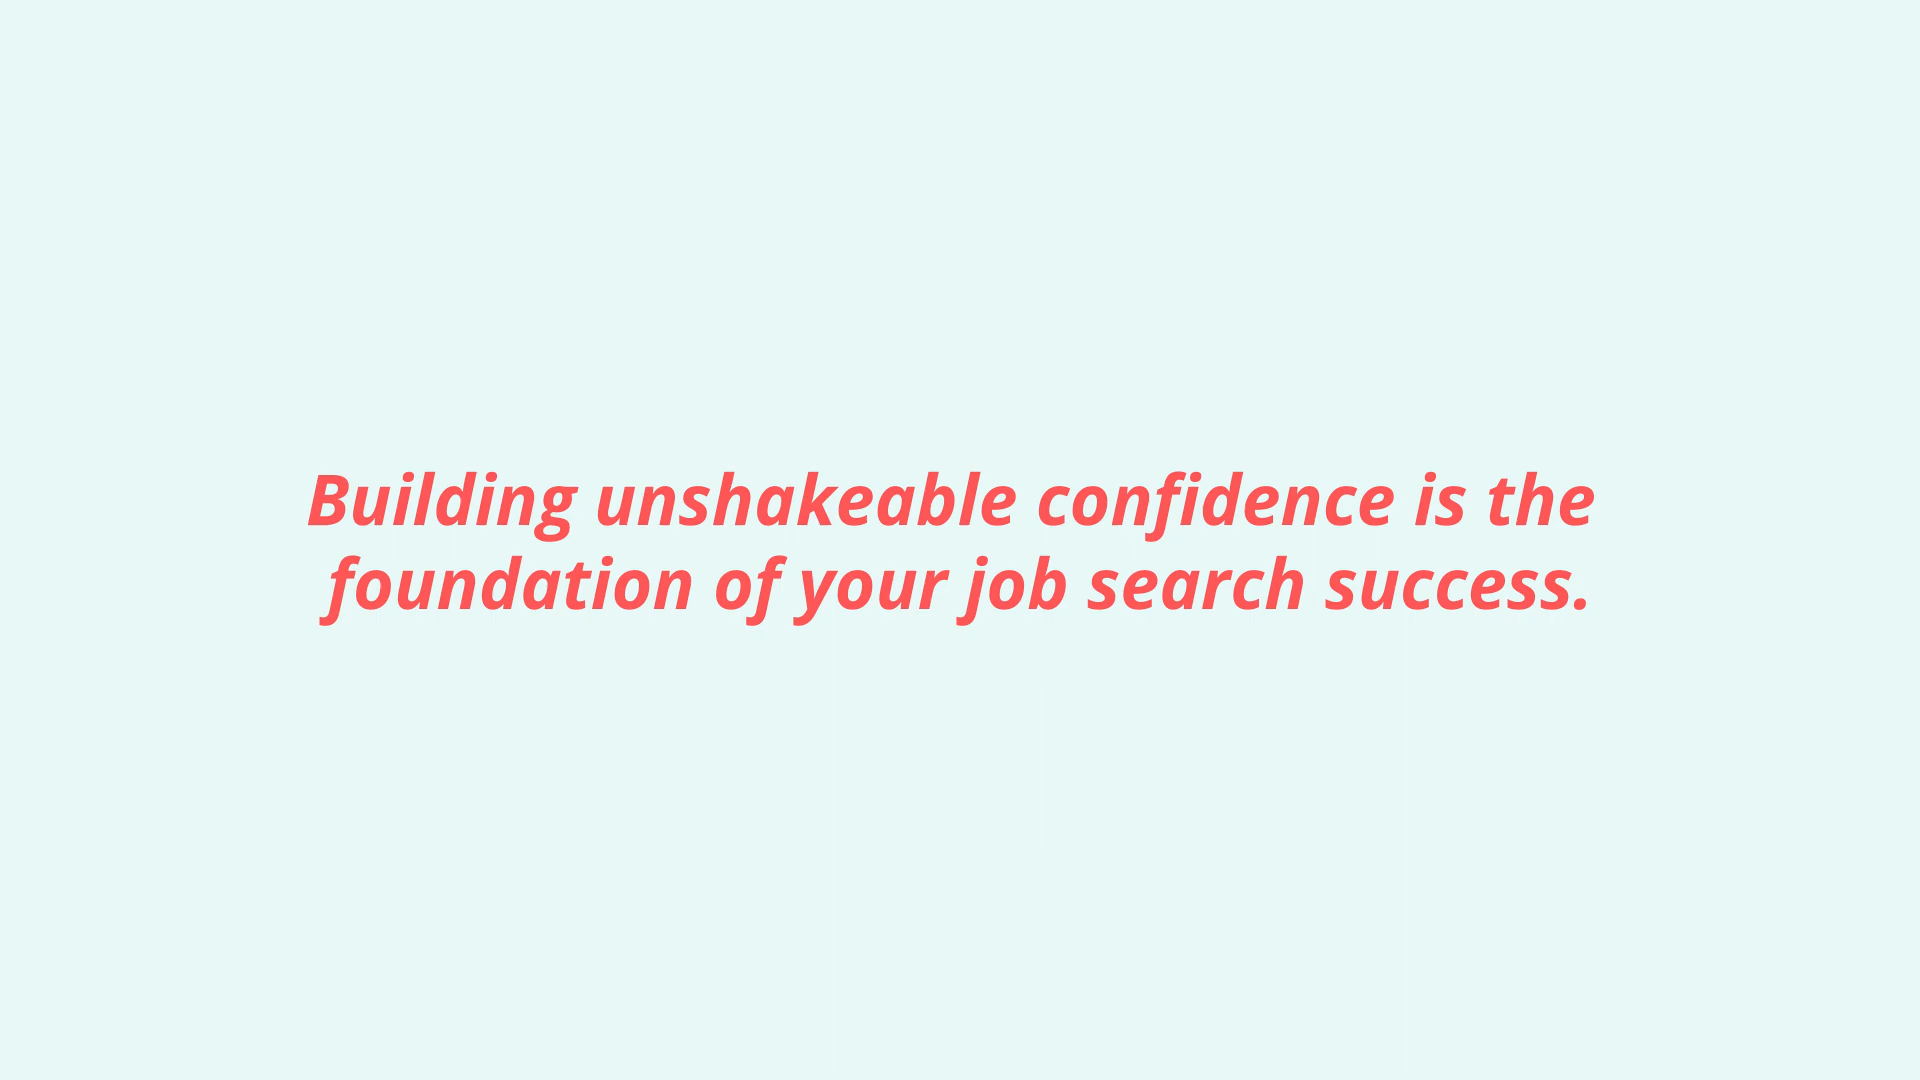 Building unshakeable confidence is the
foundation of your job search success.